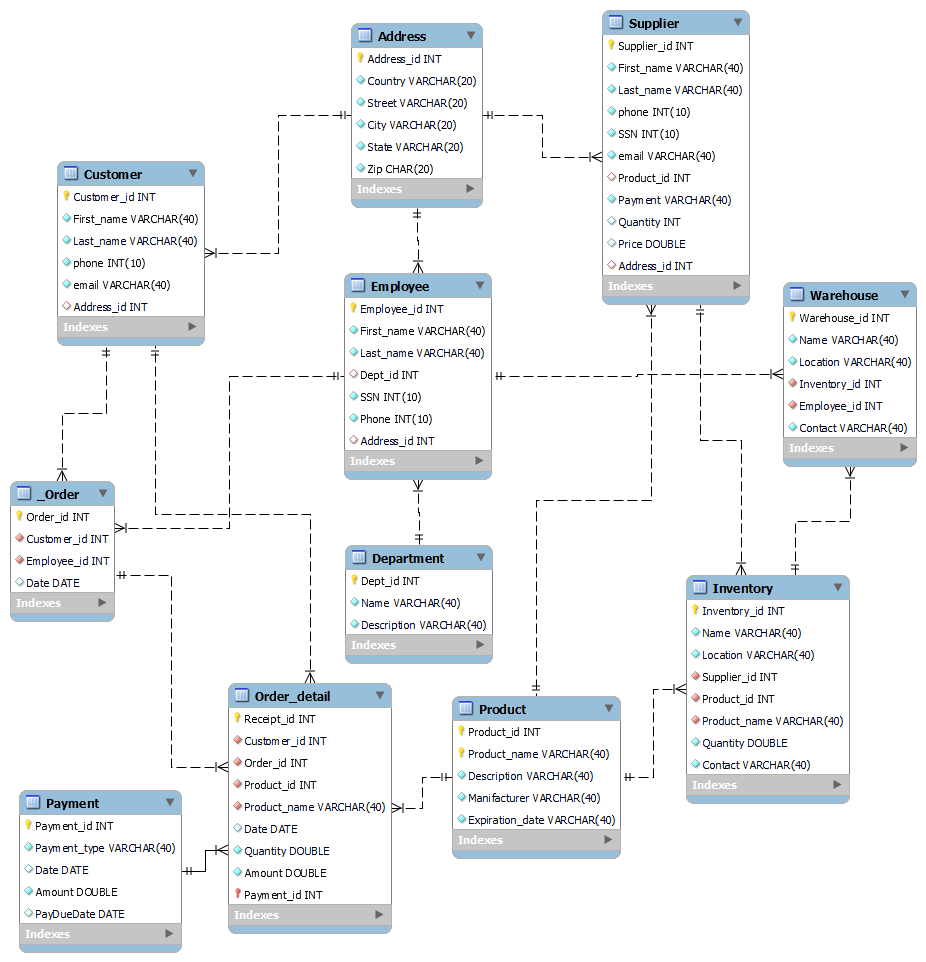 Address
Address_id INT
Country VARCHAR(20)
Street VARCHAR(20)
City VARCHAR(20)
State VARCHAR(20)
Zip CHAR(20)
Indexes
Supplier
Supplier_id INT
First_name VARCHAR(40)
Last_name VARCHAR(40)
phone INT(10)
SSN INT(10)
email VARCHAR(40)
Product_id INT
Payment VARCHAR(40)
Quantity INT
Price DOUBLE
Address_id INT
Indexes
Customer
Customer_id INT
First_name VARCHAR(40)
Last_name VARCHAR(40)
phone INT(10)
email VARCHAR(40)
Address_id INT
Indexes
Employee
Employee_id INT
First_name VARCHAR(40)
Last_name VARCHAR(40)
Dept_id INT
SSN INT(10)
Phone INT(10)
Address_id INT
Indexes
Warehouse
Warehouse_id INT
Name VARCHAR(40)
Location VARCHAR(40)
Inventory_id INT
Employee_id INT
Contact VARCHAR(40)
Indexes
_Order
Order_id INT
Customer_id INT
Employee_id INT
Date DATE
Indexes
Department
Dept_id INT
Name VARCHAR(40)
Description VARCHAR(40)
Indexes
Inventory
Inventory_id INT
Name VARCHAR(40)
Location VARCHAR(40)
Supplier_id INT
Product_id INT
Product_name VARCHAR(40)
Quantity DOUBLE
Contact VARCHAR(40)
Indexes
Order_detail
Receipt_id INT
Customer_id INT
Order_id INT
Product_id INT
Product_name VARCHAR(40)
Date DATE
Quantity DOUBLE
Amount DOUBLE
Payment_id INT
Indexes
Product
Product_id INT
Product_name VARCHAR(40)
Description VARCHAR(40)
Manifacturer VARCHAR(40)
Expiration_date VARCHAR(40)
Indexes
Payment
Payment_id INT
Payment_type VARCHAR(40)
Date DATE
Amount DOUBLE
PayDueDate DATE
Indexes